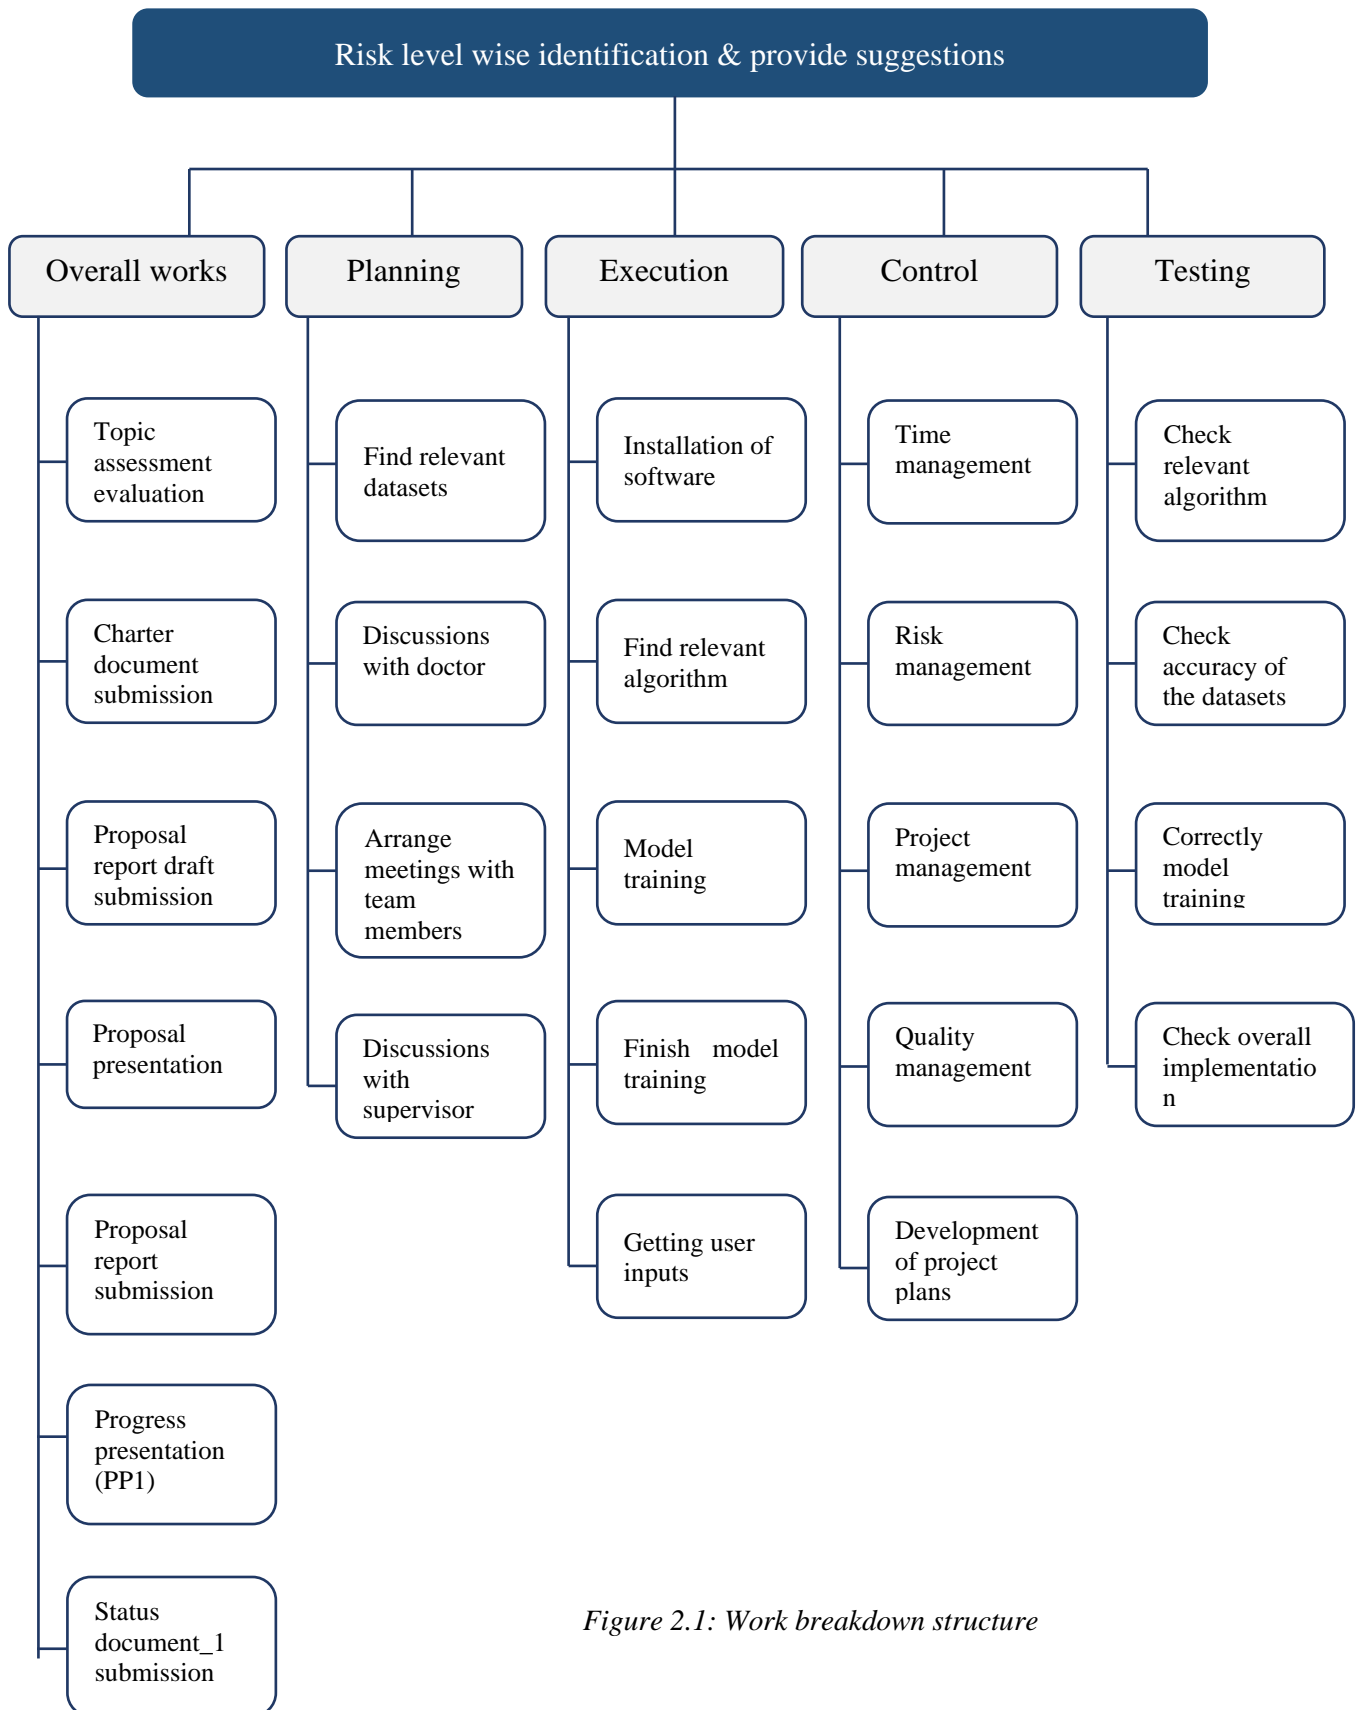 Risk level wise identification & provide suggestions
Overall works
Planning
Execution
Control
Testing
Topic
assessment
evaluation
Charter
document
submission
Proposal
report draft
submission
Proposal
presentation
Proposal
report
submission
Progress
presentation
(PP1)
Status
document_1
submission
Find relevant
datasets
Discussions
with doctor
Arrange
meetings with
team
members
Discussions
with
supervisor
Installation of
software
Find relevant
algorithm
Model
training
Finish model
training
Getting user
inputs
Time
management
Risk
management
Project
management
Quality
management
Development
of project
plans
Check
relevant
algorithm
Check
accuracy of
the datasets
Correctly
model
training
Check overall
implementatio
n
Figure 2.1: Work breakdown structure